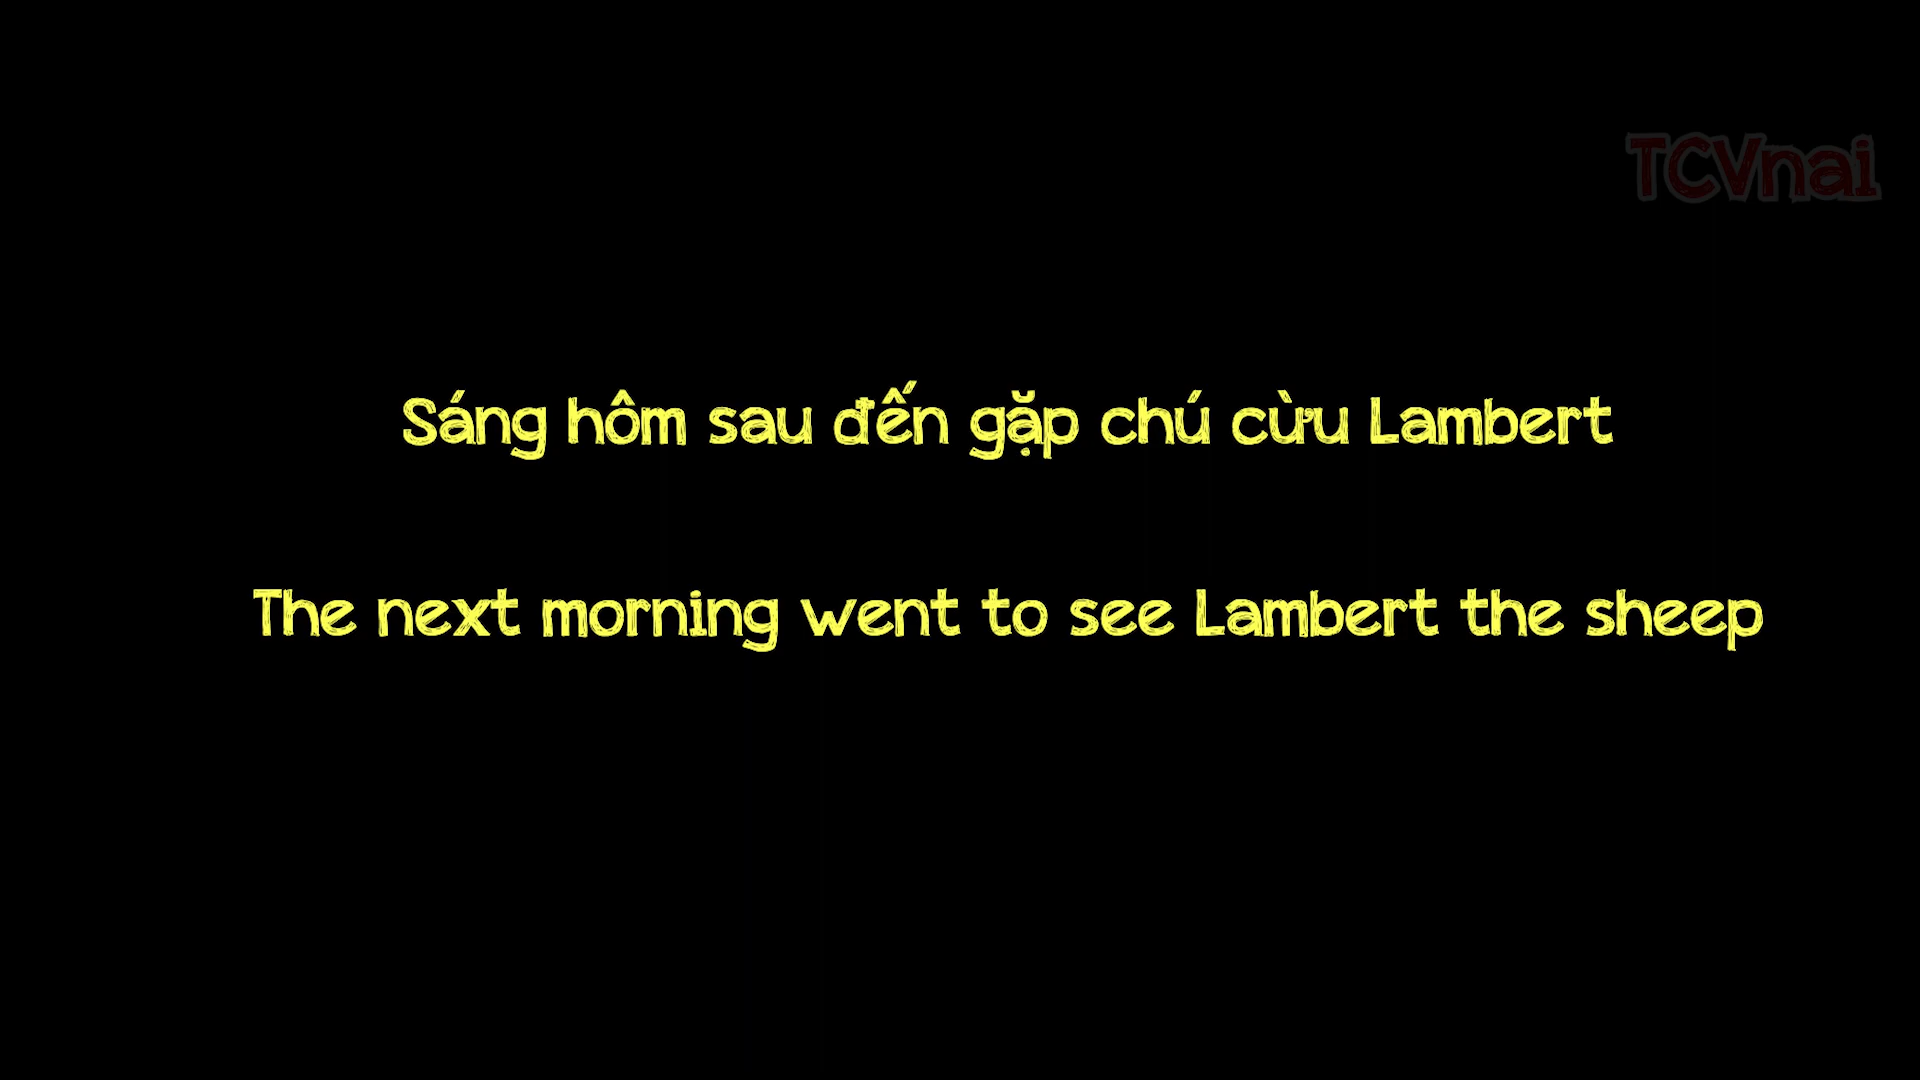 TCVnai
Sáng hôm sau đến gặp chú cừu Lambert
The next morning went to see Lambert the sheep